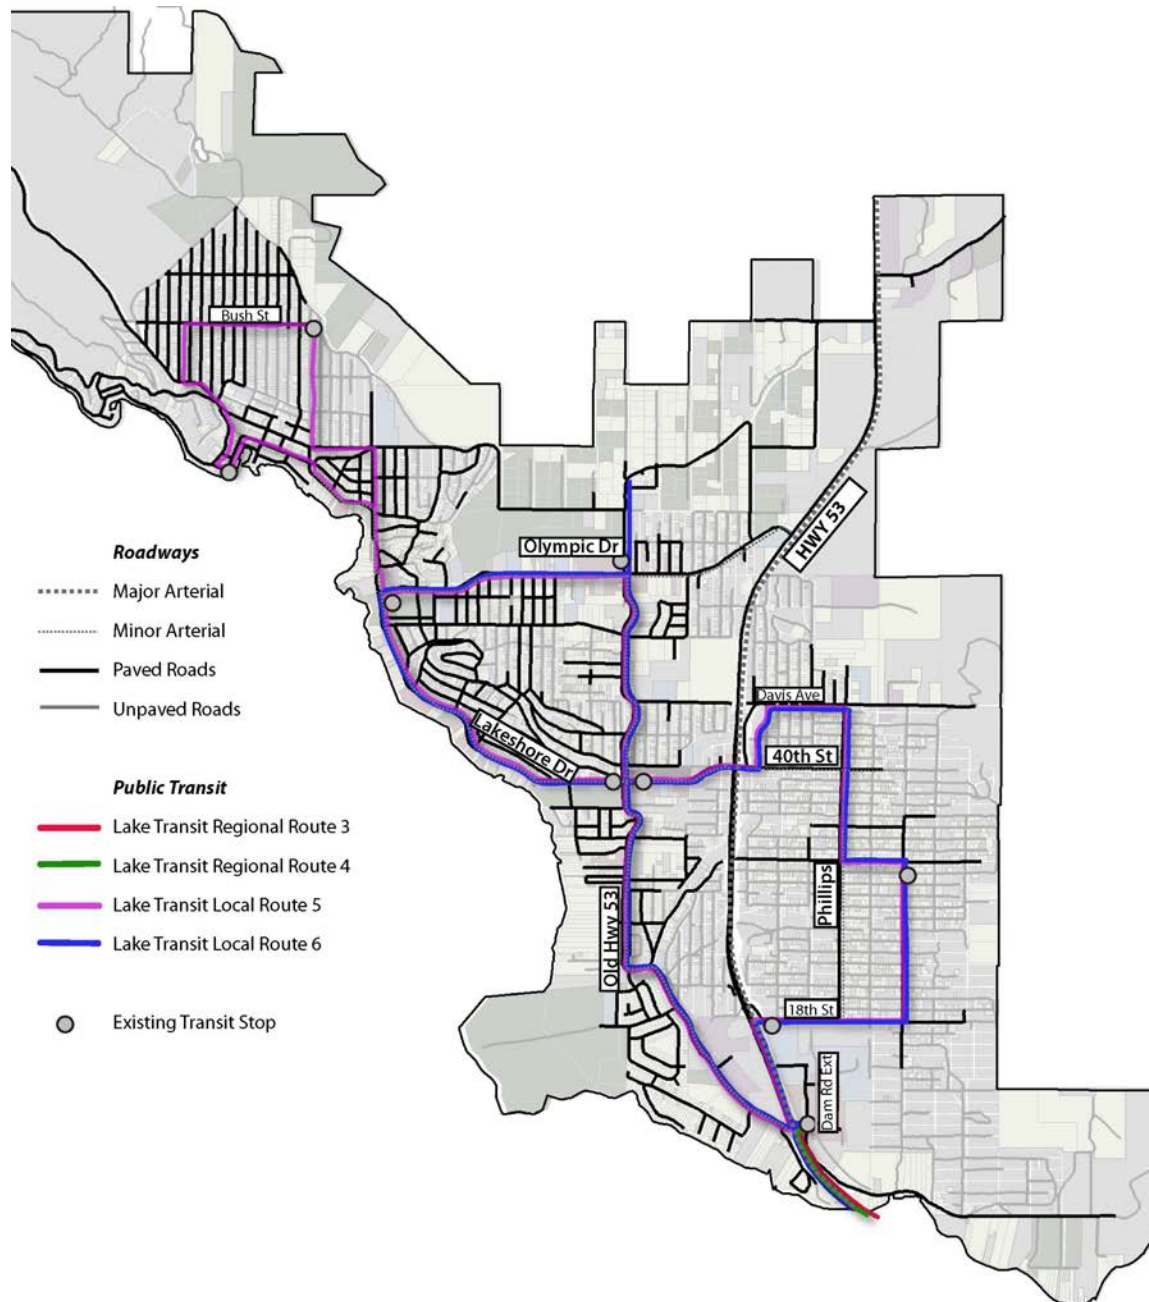 Bush St
Olympic Dr
HWY 53
Roadways
Major Arterial
Minor Arterial
Paved Roads
Unpaved Roads
Davis Ave
Lakeshore Dr
40th St
Public Transit
Lake Transit Regional Route 3
Lake Transit Regional Route 4
Lake Transit Local Route 5
Lake Transit Local Route 6
Phillips
Old Hwy 53
Existing Transit Stop
18th St
Dam Rd Ext